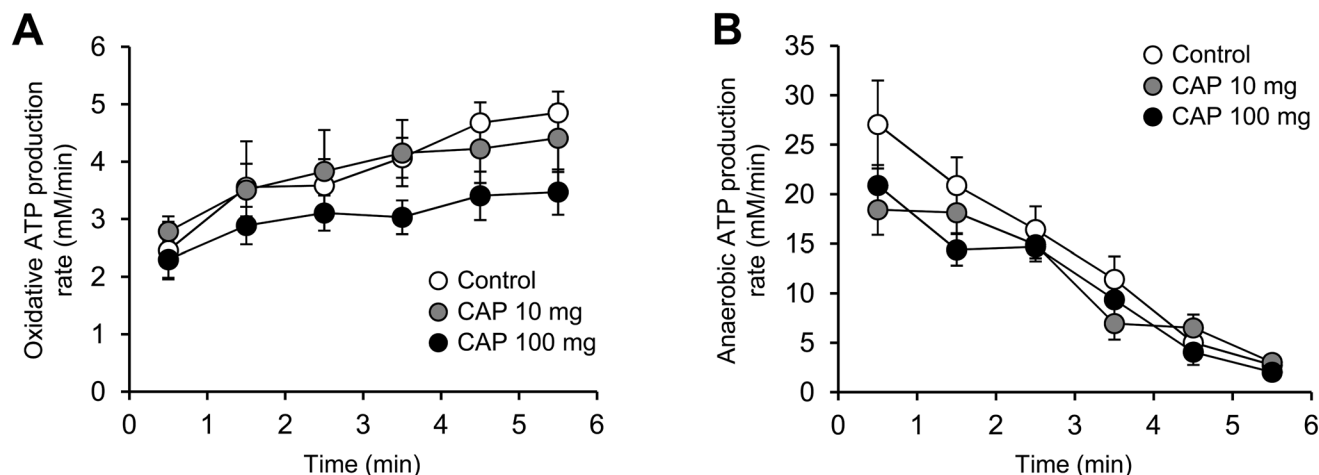 A
Oxidative ATP production
rate (mM/min)
6
5
4
3
2
1
0
0 1 2 3 4 5 6
Time (min)
Control
CAP 10 mg
CAP 100 mg
B
Anaerobic ATP production
rate (mM/min)
35
30
25
20
15
10
5
0
0 1 2 3 4 5 6
Time (min)
Control
CAP 10 mg
CAP 100 mg